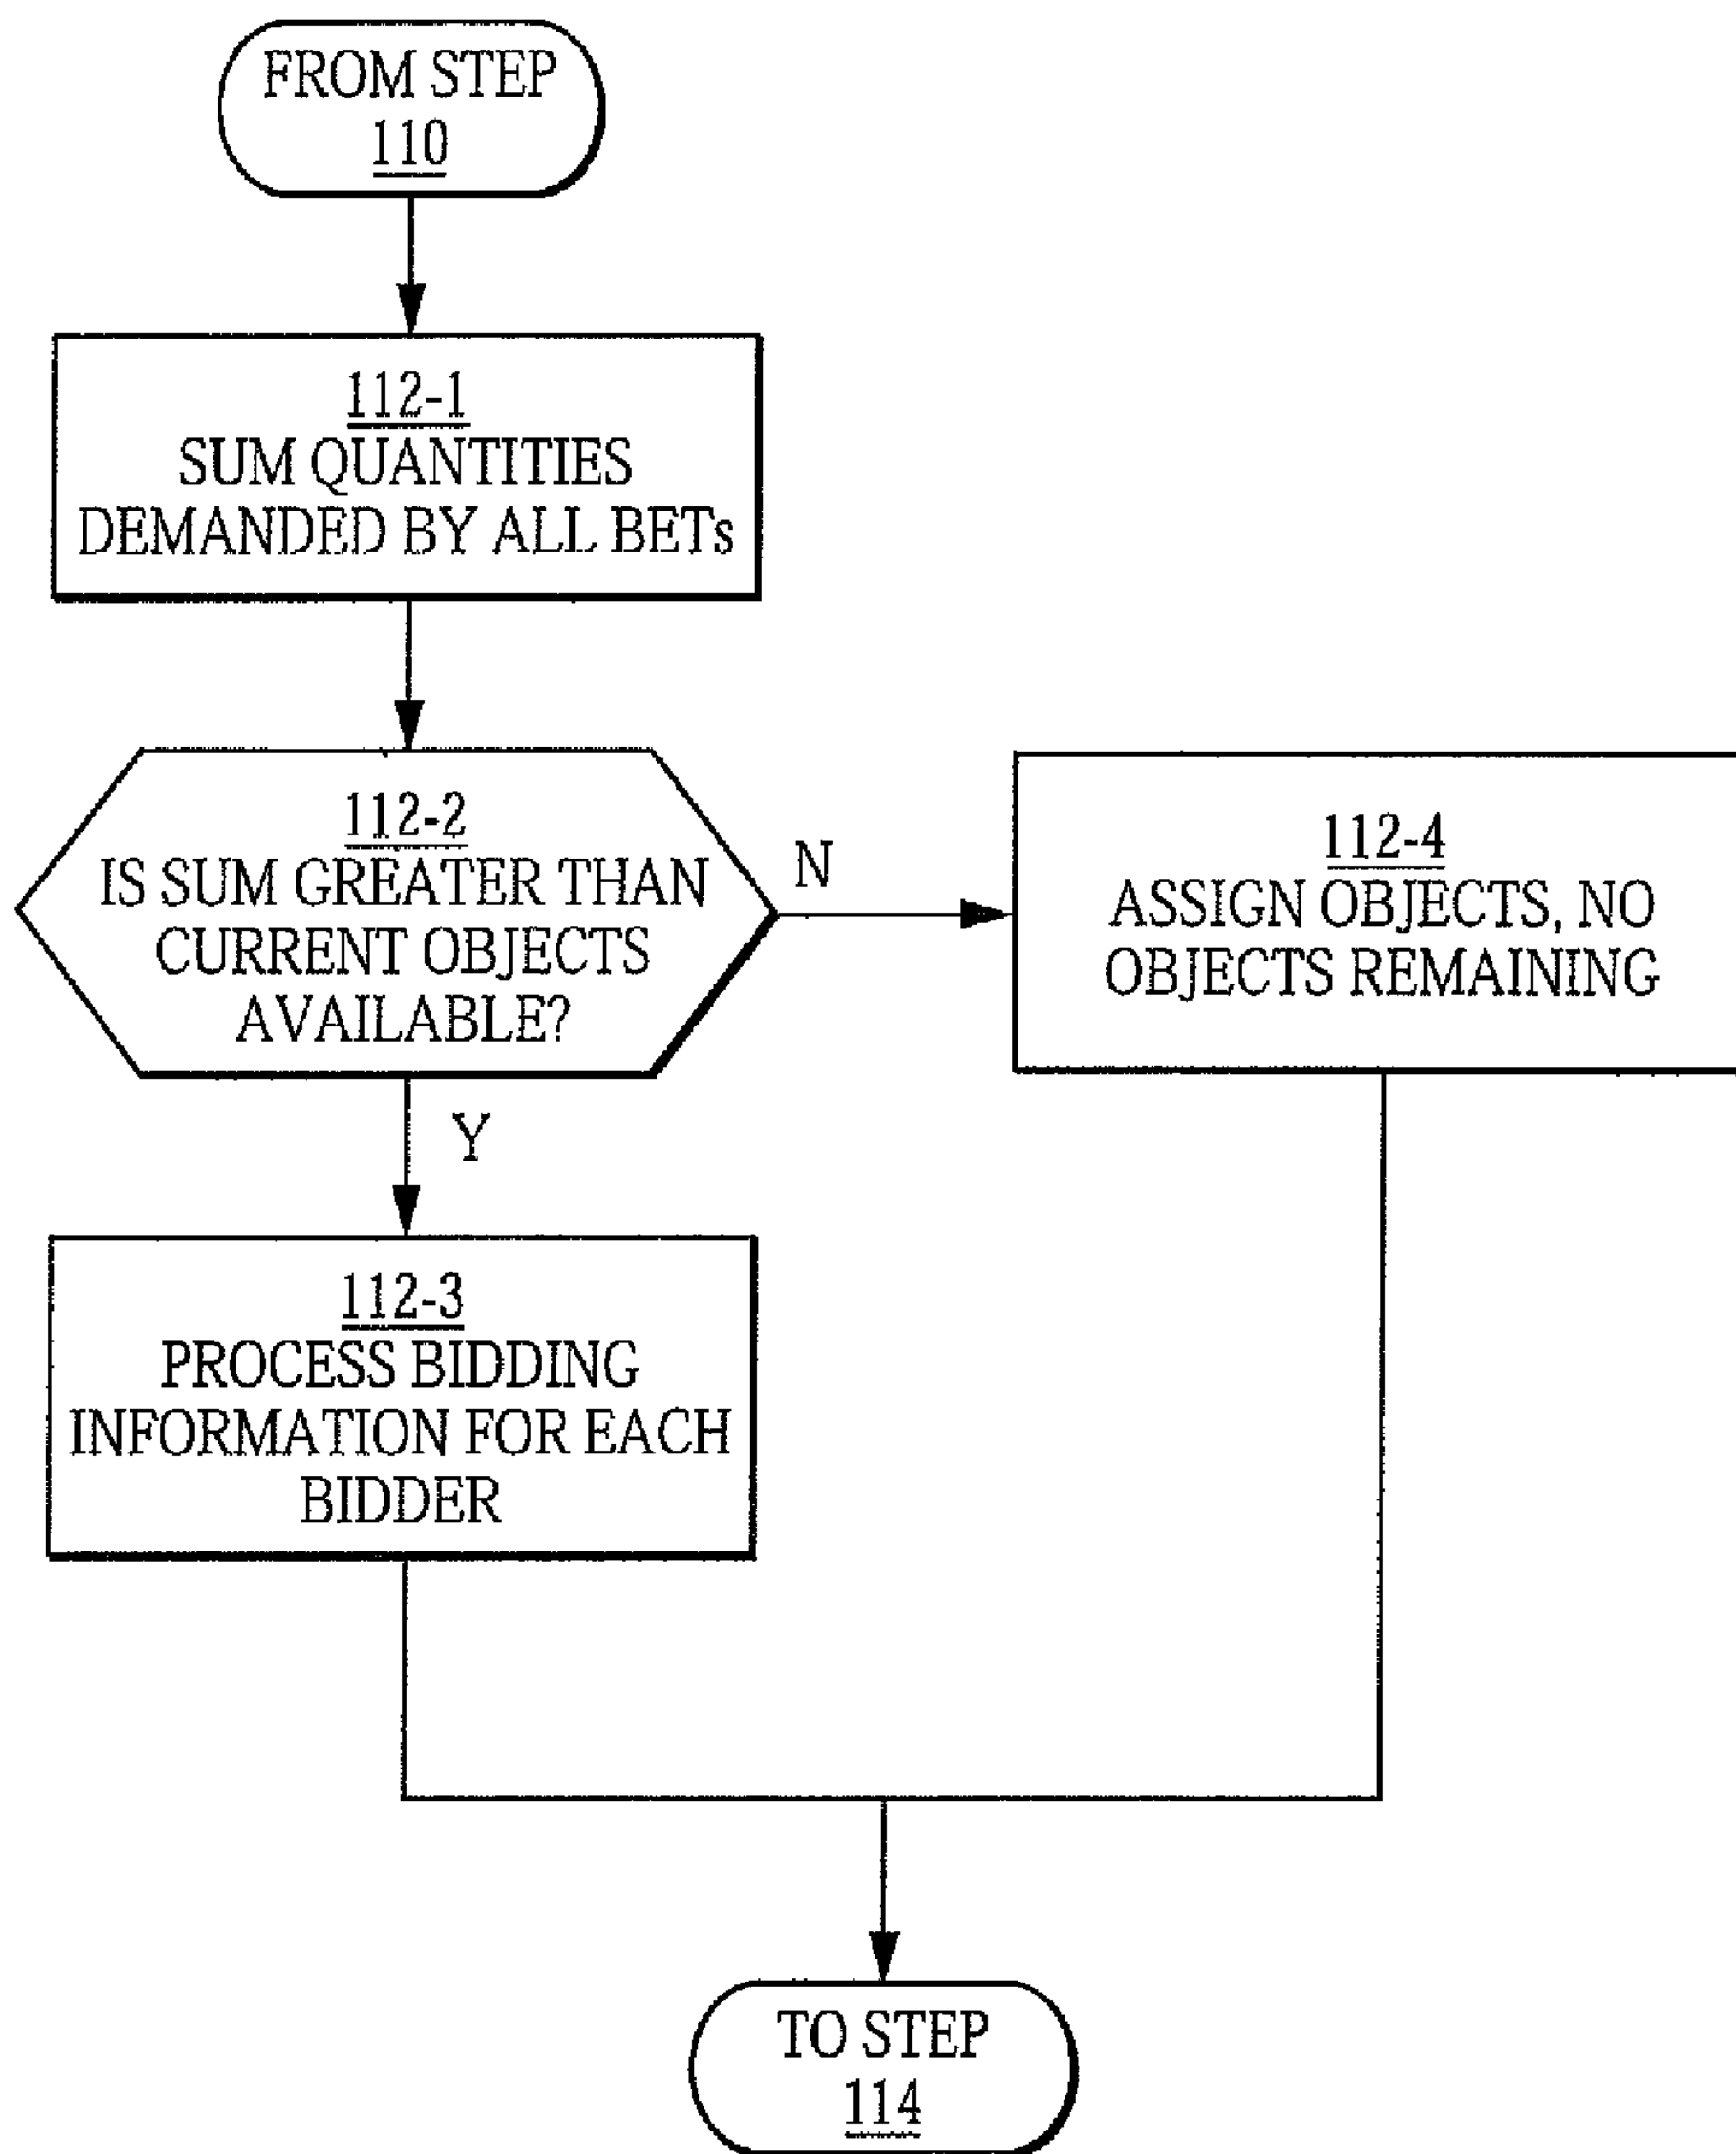 FROM STEP
110
112-1
SUM QUANTITIES
DEMANDED BY ALL BETs
112-2
IS SUM GREATER THAN
CURRENT OBJECTS
AVAILABLE?
N
112-4
ASSIGN OBJECTS, NO
OBJECTS REMAINING
Y
112-3
PROCESS BIDDING
INFORMATION FOR EACH
BIDDER
TO STEP
114